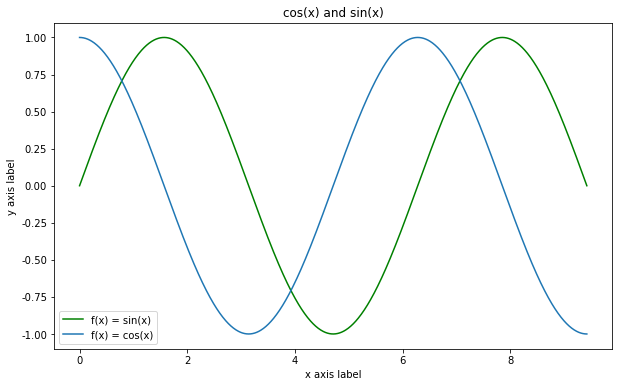 cos(x) and sin(x)
1.00
0.75
0.50
0.25
0.00
-0.25
-0.50
-0.75
-1.00
y axis label
f(x) = sin(x)
f(x) = cos(x)
0 2 4 6 8
x axis label